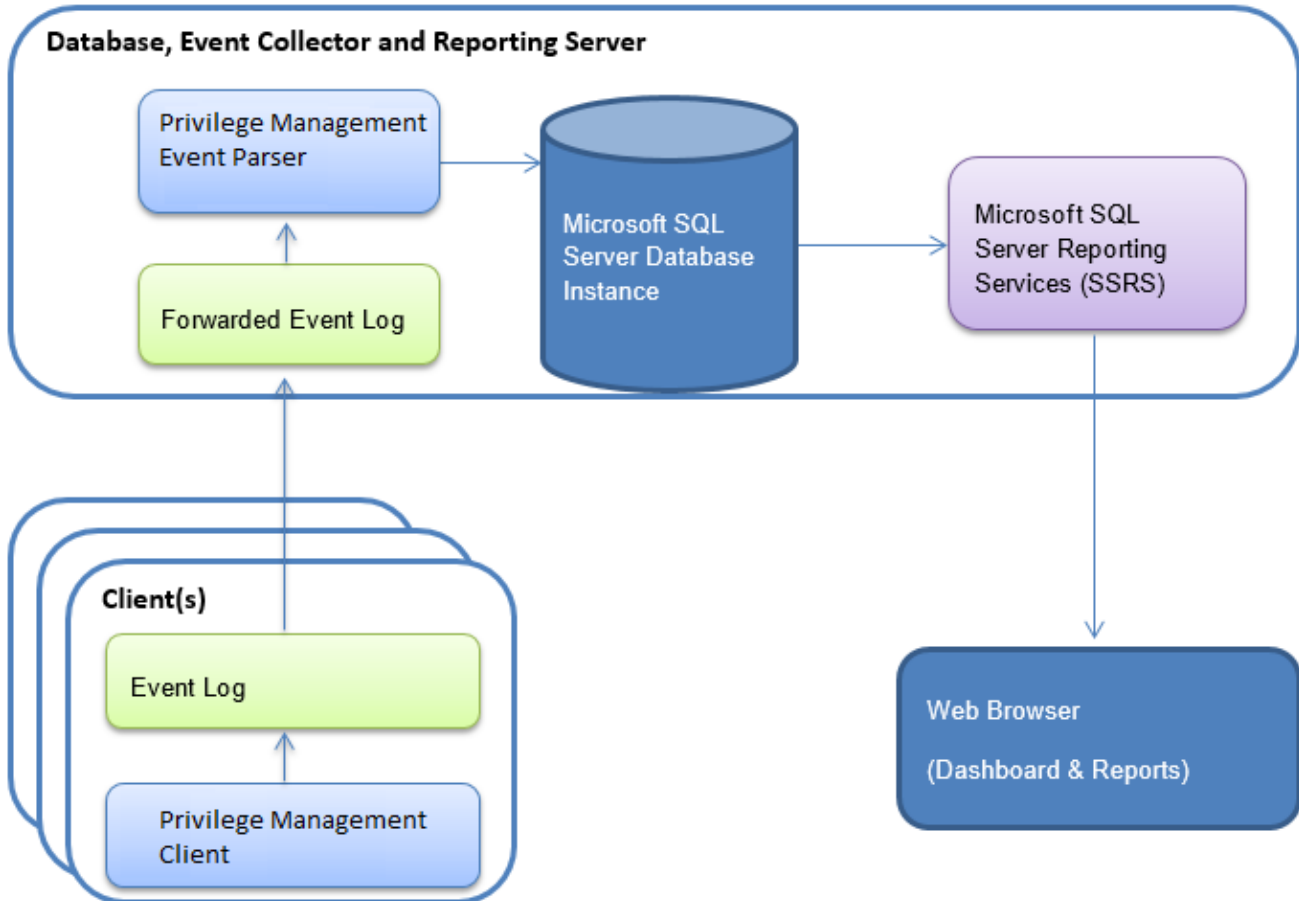 Database, Event Collector and Reporting Server
Privilege Management
Event Parser
Forwarded Event Log
Microsoft SQL
Server Database
Instance
Microsoft SQL
Server Reporting
Services (SSRS)
Client(s)
Event Log
Privilege Management
Client
Web Browser
(Dashboard & Reports)